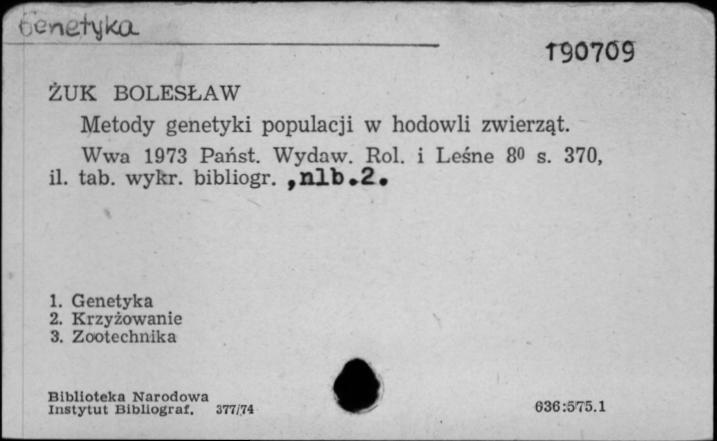 Genetyka
190709
ŻUK BOLESŁAW
Metody genetyki populacji w hodowli zwierząt.
Wwa 1973 Państ. Wydaw. Rol. i Leśne 8⁰ s. 370,
il. tab. wykr. bibliogr. ,nlb.2.
1. Genetyka
2. Krzyżowanie
3. Zootechnika
Biblioteka Narodowa
Instytut Bibliograf. 377/74
636:575.1